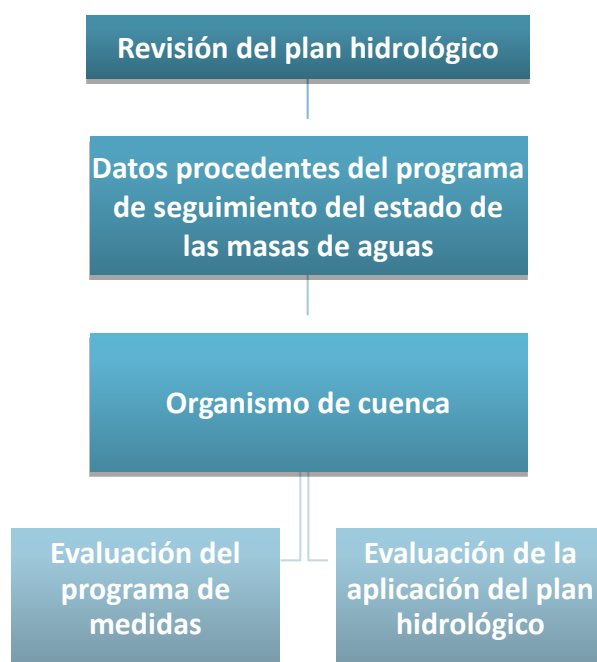 Revisión del plan hidrológico
Datos procedentes del programa
de seguimiento del estado de
las masas de aguas
Organismo de cuenca
Evaluación del
programa de
medidas
Evaluación de la
aplicación del plan
hidrológico